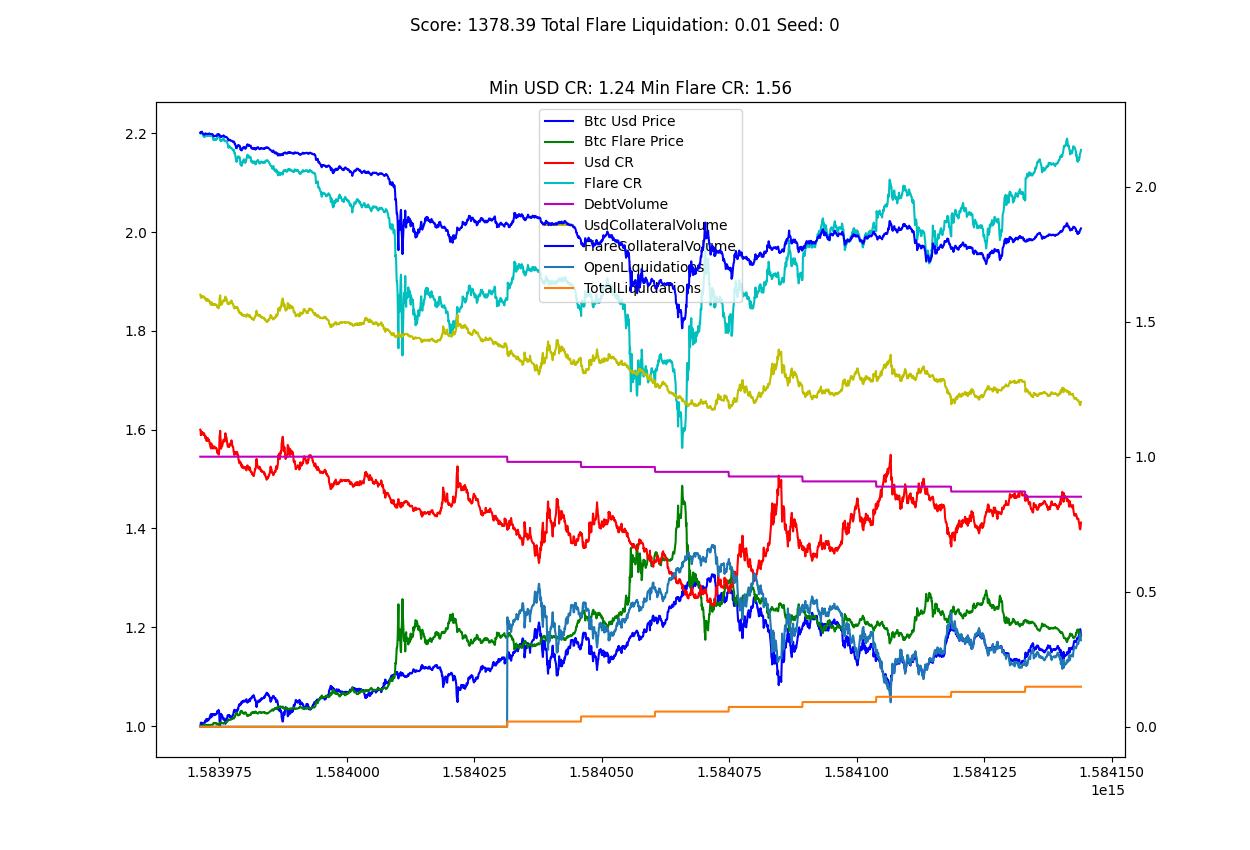 Score: 1378.39 Total Flare Liquidation: 0.01 Seed: 0
Min USD CR: 1.24 Min Flare CR: 1.56
Btc Usd Price
Btc Flare Price
Usd CR
Flare CR
DebtVolume
UsdCollateralVolume
FlareCollateralVolume
OpenLiquidations
TotalLiquidations
2.2
2.0
1.8
1.6
1.4
1.2
1.0
2.0
1.5
1.0
0.5
0.0
1.583975 1.584000 1.584025 1.584050 1.584075 1.584100 1.584125 1.584150
1e15